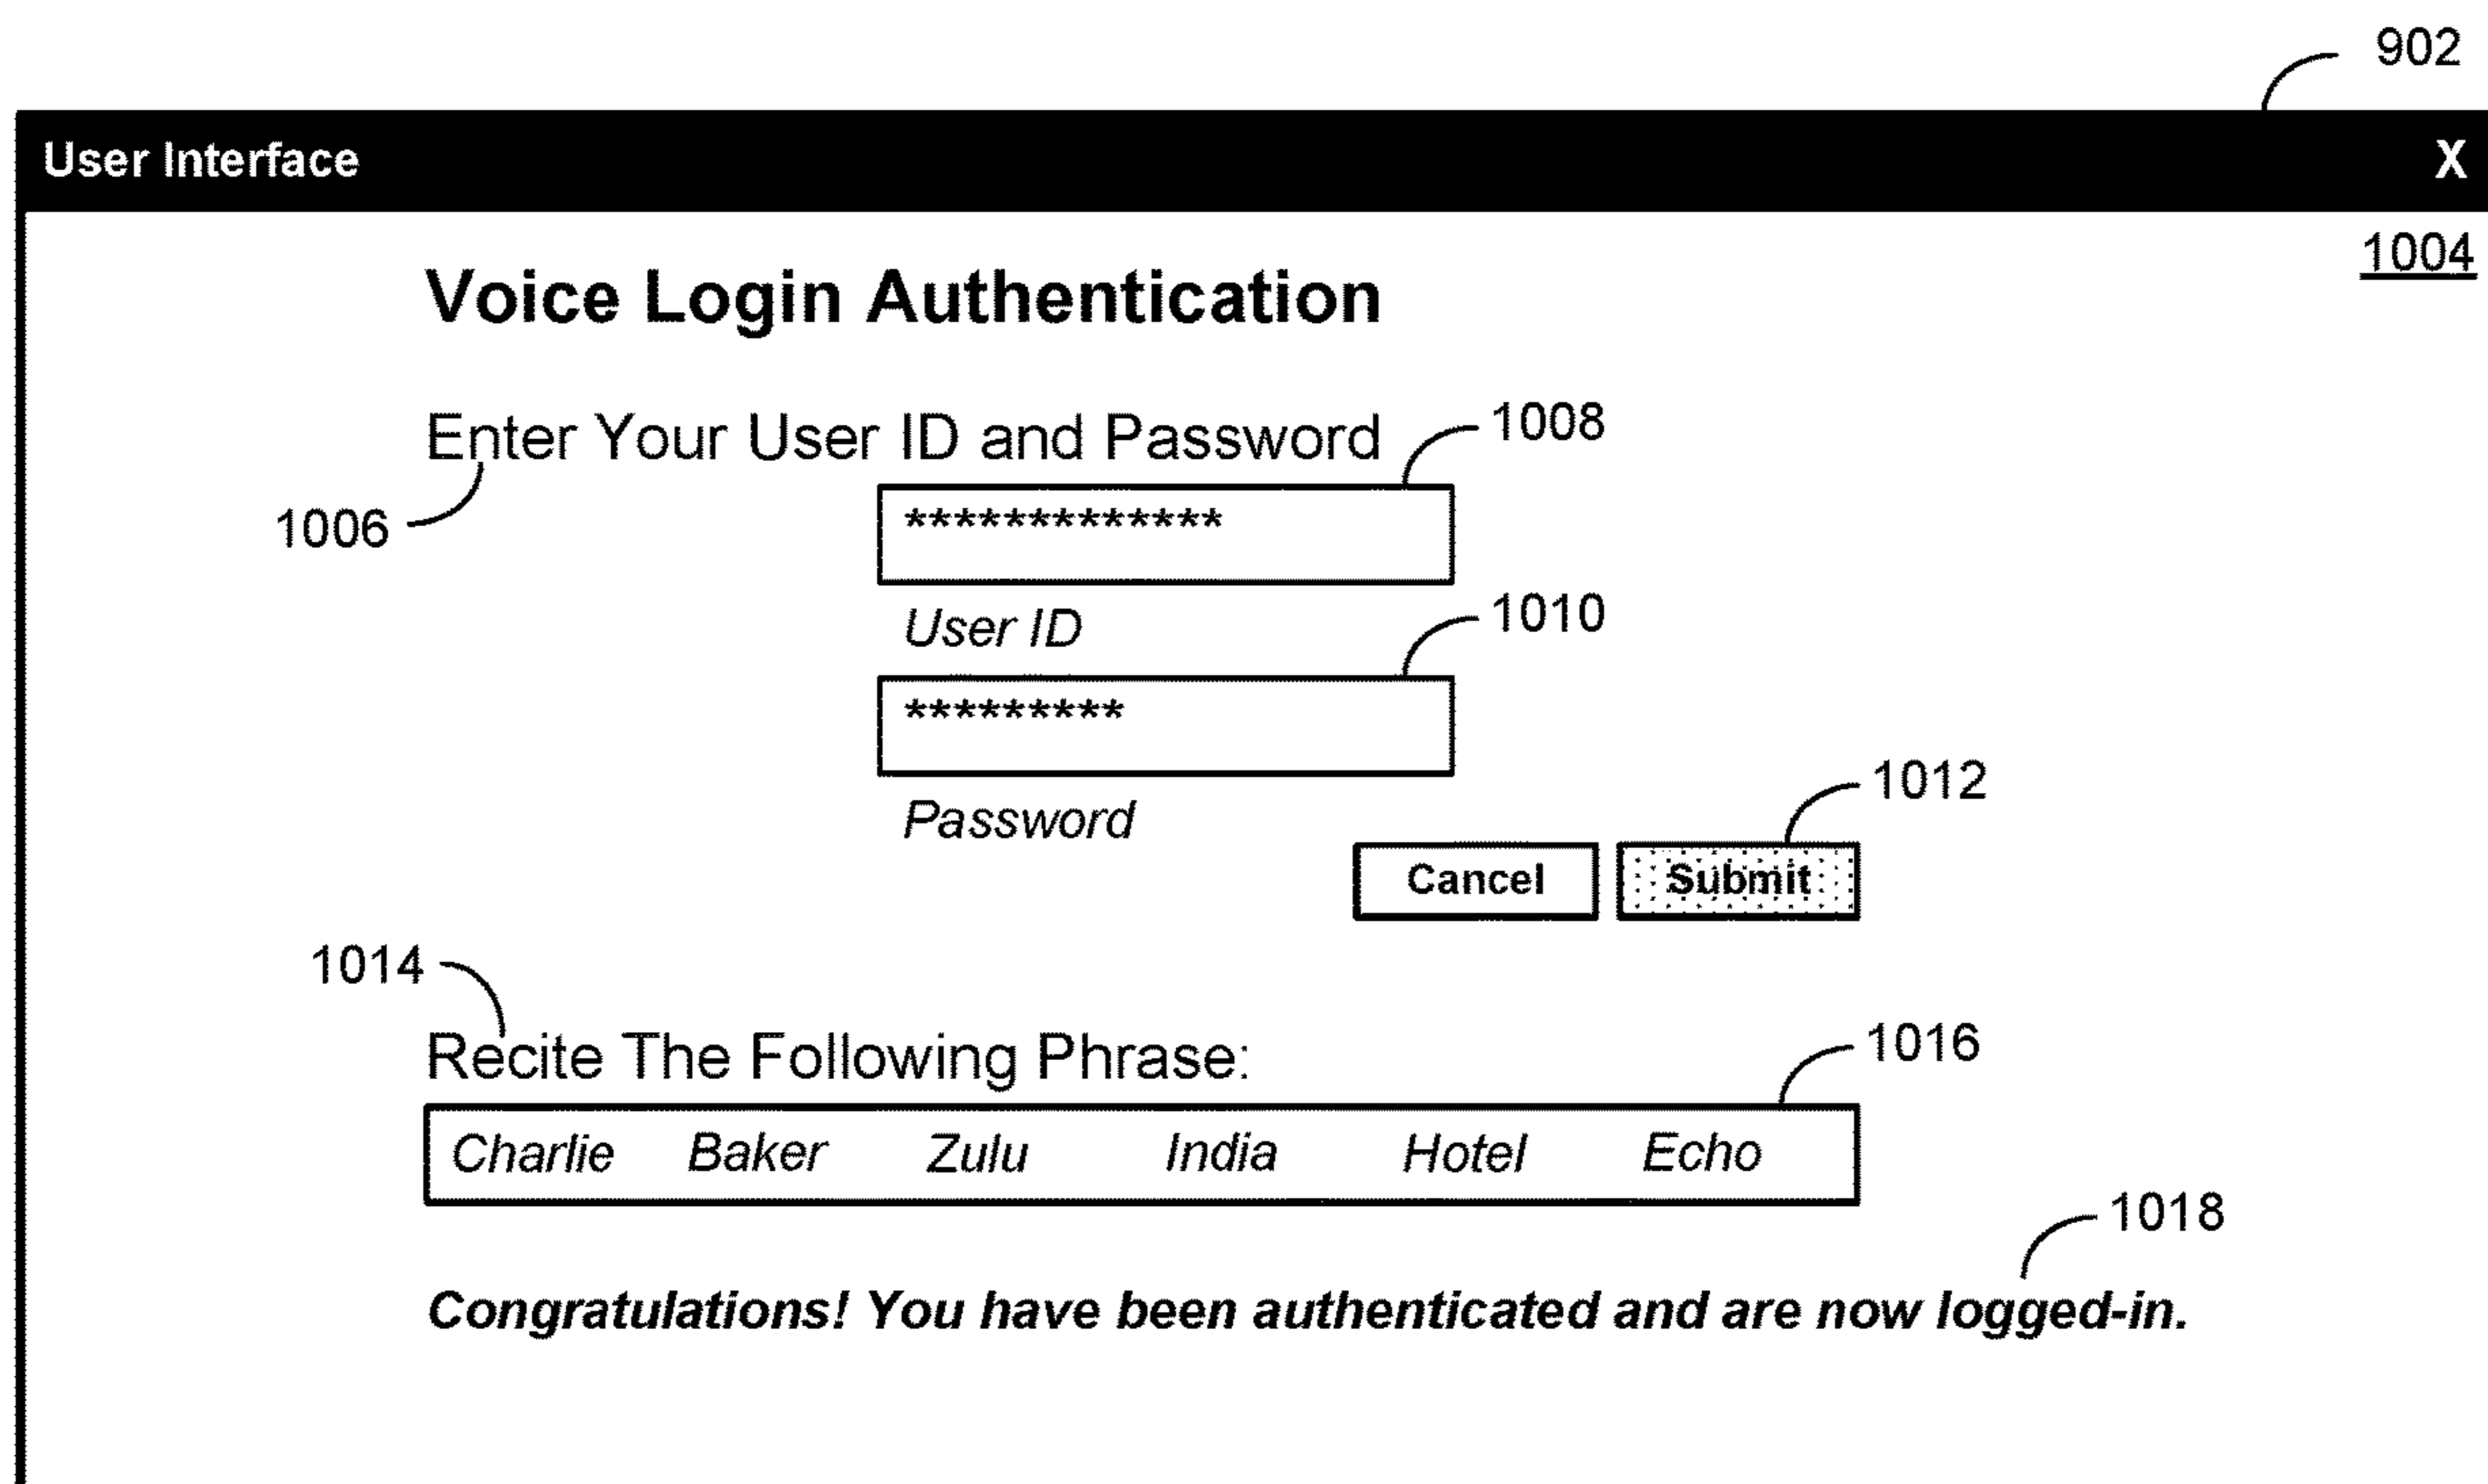 902
User Interface X
1004
Voice Login Authentication
Enter Your User ID and Password
1008
*************
1006
User ID
1010
*********
1012
Password
Cancel Submit
1014
Recite The Following Phrase:
1016
Charlie Baker Zulu India Hotel Echo
1018
Congratulations! You have been authenticated and are now logged-in.